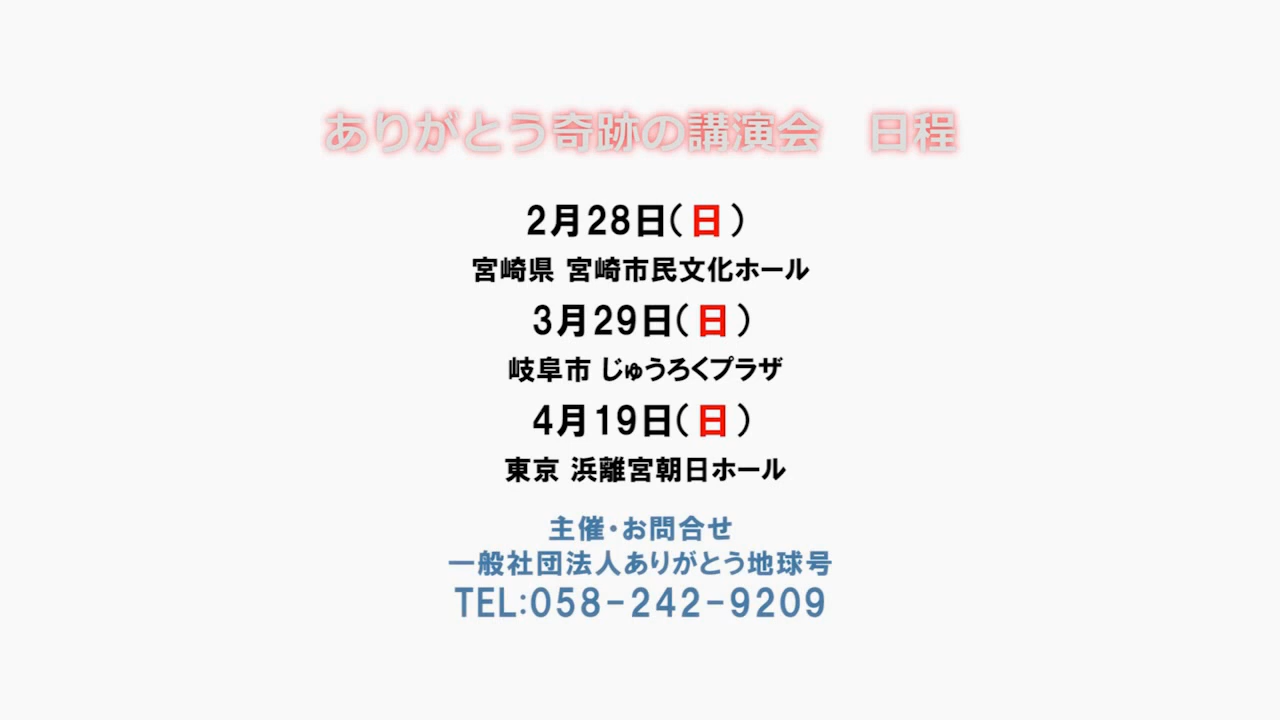 ありがとう奇跡の講演会　日程
2月28日(日)
宮崎県 宮崎市民文化ホール
3月29日(日)
岐阜市 じゅうろくプラザ
4月19日(日)
東京 浜離宮朝日ホール
主催・お問合せ
一般社団法人ありがとう地球号
TEL:058-242-9209